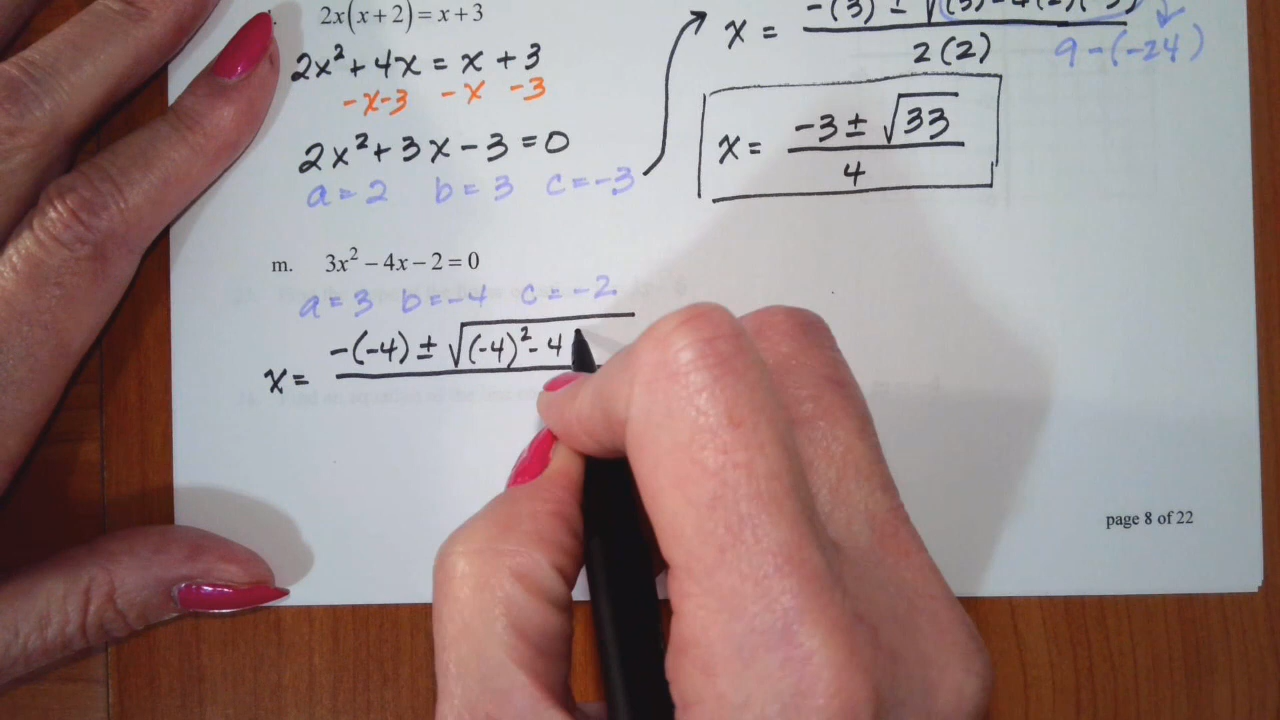 2x(x+2) = x+3
2x² + 4x = x + 3
-x-3 -x -3
2x² + 3x - 3 = 0
a = 2 b = 3 c = -3
x =
2(2)
9 - (-24)
x = -3 ± √33
4
m. 3x² − 4x − 2 = 0
a = 3 b = -4 c = -2
x = -(-4) ± √(-4)² - 4
page 8 of 22